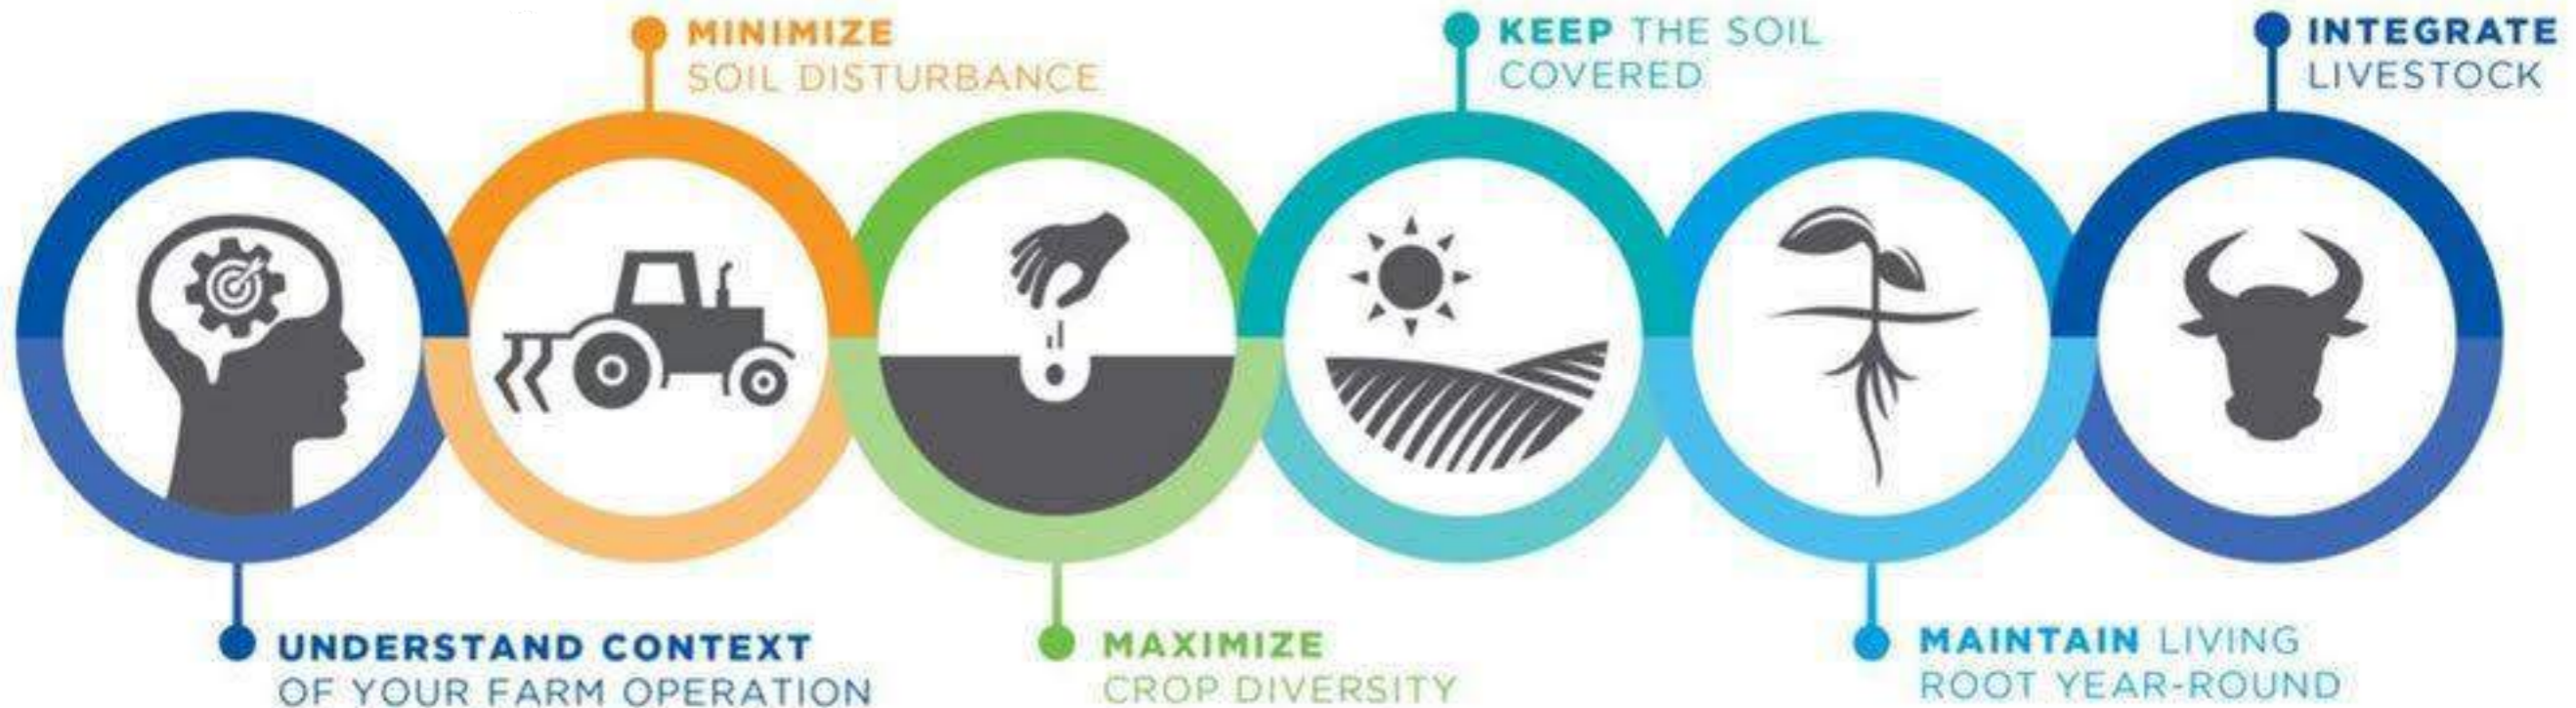 MINIMIZE
SOIL DISTURBANCE
KEEP THE SOIL
COVERED
INTEGRATE
LIVESTOCK
UNDERSTAND CONTEXT
OF YOUR FARM OPERATION
MAXIMIZE
CROP DIVERSITY
MAINTAIN LIVING
ROOT YEAR-ROUND